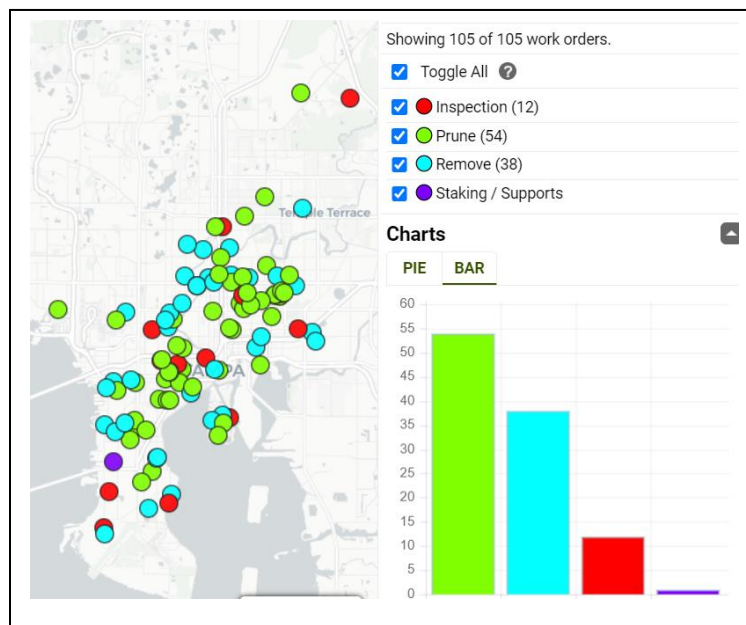 Showing 105 of 105 work orders.
Toggle All ?
Inspection (12)
Prune (54)
Remove (38)
Staking / Supports
Charts
PIE BAR
60
55
50
45
40
35
30
25
20
15
10
5
0
Temple Terrace